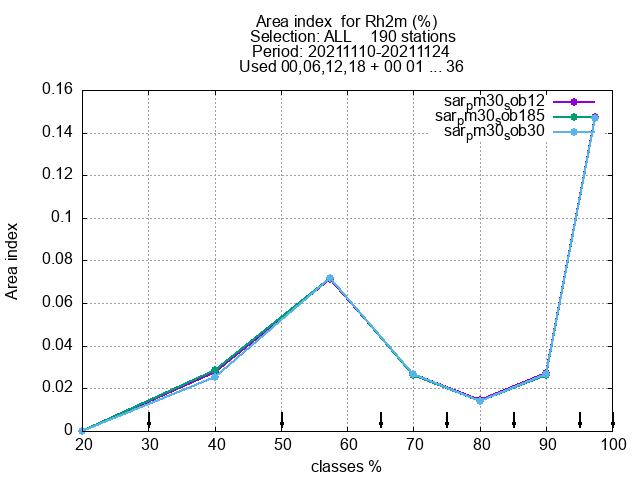 Area index  for Rh2m (%)
Selection: ALL    190 stations
Period: 20211110-20211124
Used 00,06,12,18 + 00 01 ... 36
sar_pm30_sob12
sar_pm30_sob185
sar_pm30_sob30
Area index
0.16
0.14
0.12
0.1
0.08
0.06
0.04
0.02
0
20 30 40 50 60 70 80 90 100
classes %